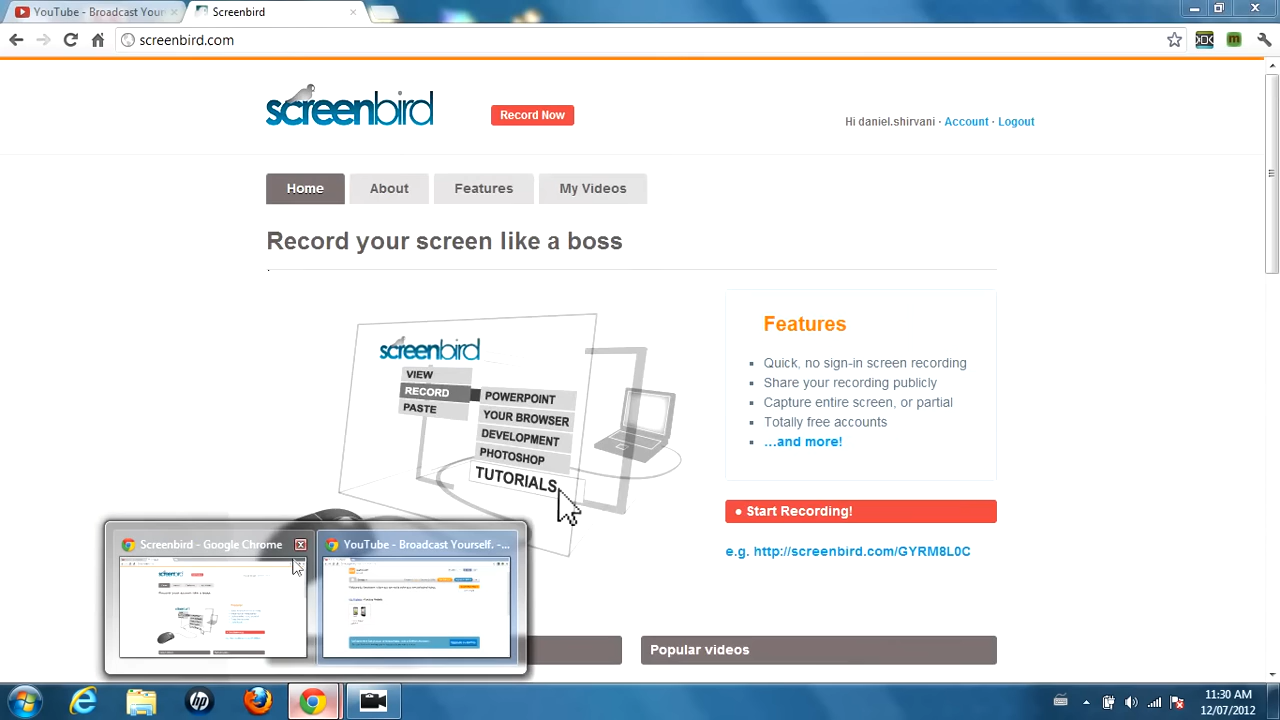 YouTube - Broadcast Your
Screenbird
screenbird.com
screenbird
Record Now
Hi daniel.shirvani · Account · Logout
Home
About
Features
My Videos
Record your screen like a boss
screenbird
VIEW
RECORD
PASTE
POWERPOINT
YOUR BROWSER
DEVELOPMENT
PHOTOSHOP
TUTORIALS
Features
Quick, no sign-in screen recording
Share your recording publicly
Capture entire screen, or partial
Totally free accounts
...and more!
● Start Recording!
e.g. http://screenbird.com/GYRM8L0C
Screenbird - Google Chrome
YouTube - Broadcast Yourself. -...
Popular videos
11:30 AM
12/07/2012